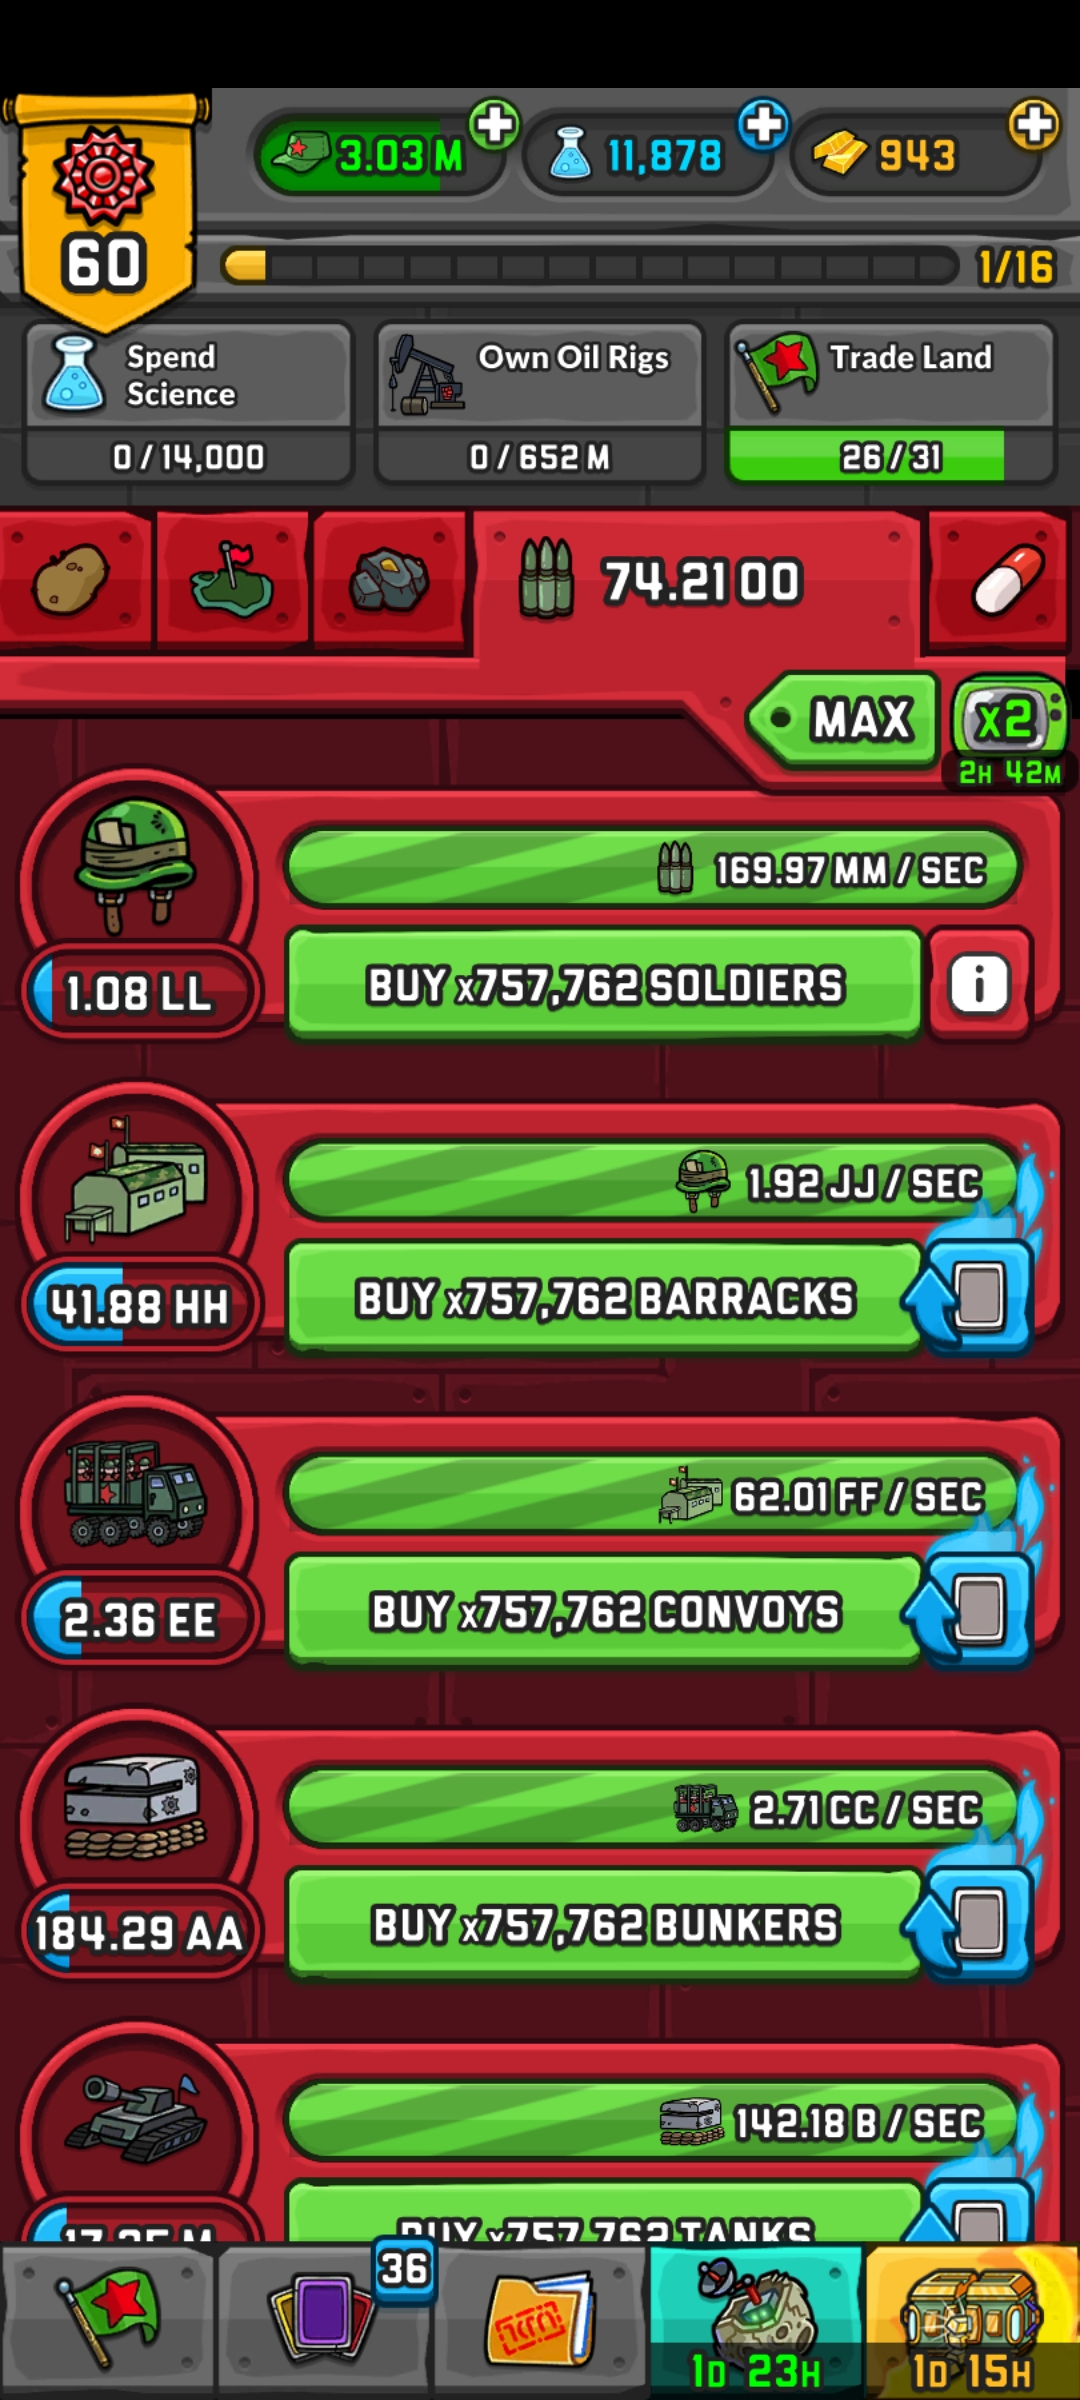 60
3.03 M
11,878
943
1/16
Spend
Science
0/14,000
Own Oil Rigs
0/652 M
Trade Land
26/31
74.21 OO
MAX
x2
2H 42M
169.97 MM / SEC
1.08 LL
BUY x757,762 SOLDIERS
i
1.92 JJ / SEC
41.88 HH
BUY x757,762 BARRACKS
62.01 FF / SEC
2.36 EE
BUY x757,762 CONVOYS
2.71 CC / SEC
184.29 AA
BUY x757,762 BUNKERS
142.18 B / SEC
BUY x757,762 TANKS
36
1D 23H
1D 15H